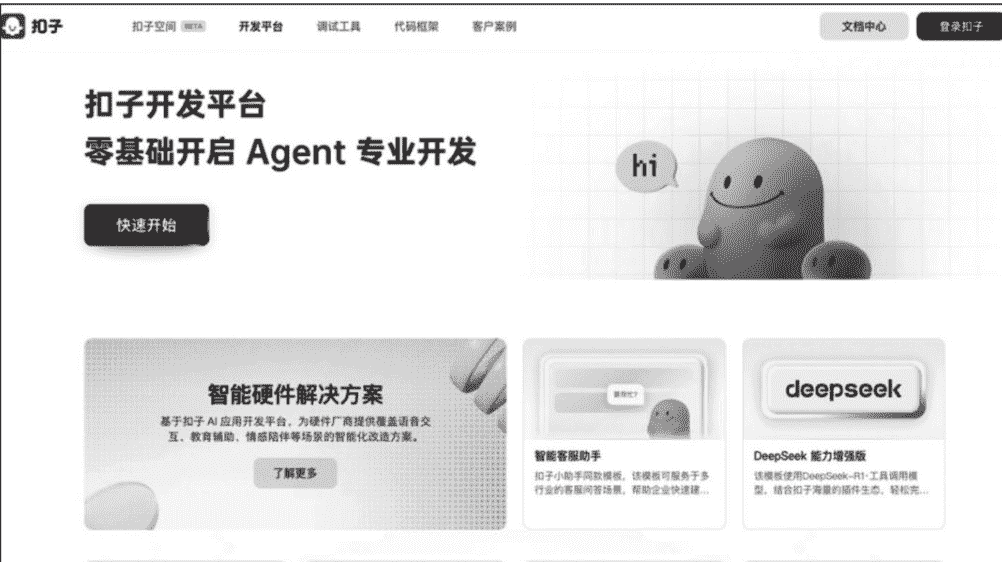 扣子
扣子空间 BETA
开发平台
调试工具
代码框架
客户案例
文档中心
登录扣子
扣子开发平台
零基础开启 Agent 专业开发
快速开始
hi
智能硬件解决方案
基于扣子 AI 应用开发平台，为硬件厂商提供覆盖语音交
互、教育辅助、情感陪伴等场景的智能化改造方案。
了解更多
智能客服助手
扣子小助手同款模板，该模板可服务于多
行业的客服问答场景，帮助企业快速建...
deepseek
DeepSeek 能力增强版
该模板使用DeepSeek-R1·工具调用模
型，结合扣子海量的插件生态，轻松完...